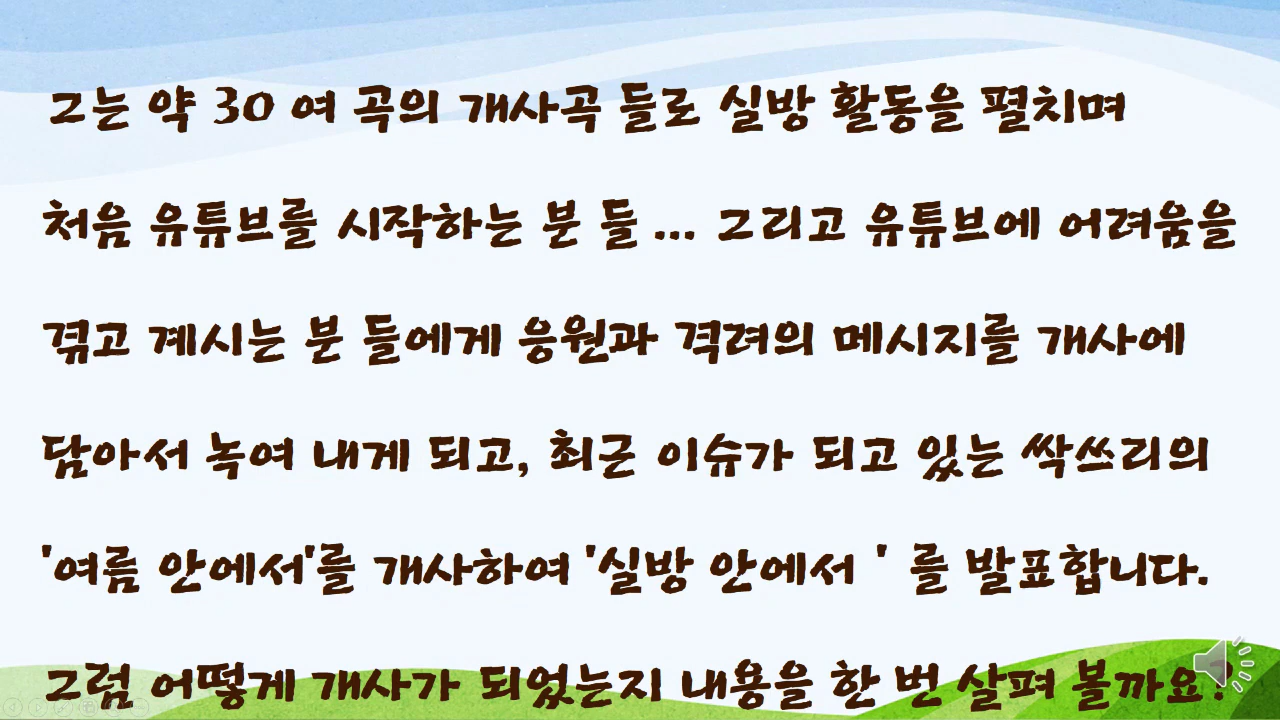 그는 약 30 여 곡의 개사곡 들로 실방 활동을 펼치며
처음 유튜브를 시작하는 분 들 ... 그리고 유튜브에 어려움을
겪고 계시는 분 들에게 응원과 격려의 메시지를 개사에
담아서 녹여 내게 되고, 최근 이슈가 되고 있는 싹쓰리의
'여름 안에서'를 개사하여 '실방 안에서 ' 를 발표합니다.
그럼 어떻게 개사가 되었는지 내용을 한 번 살펴 볼까요?